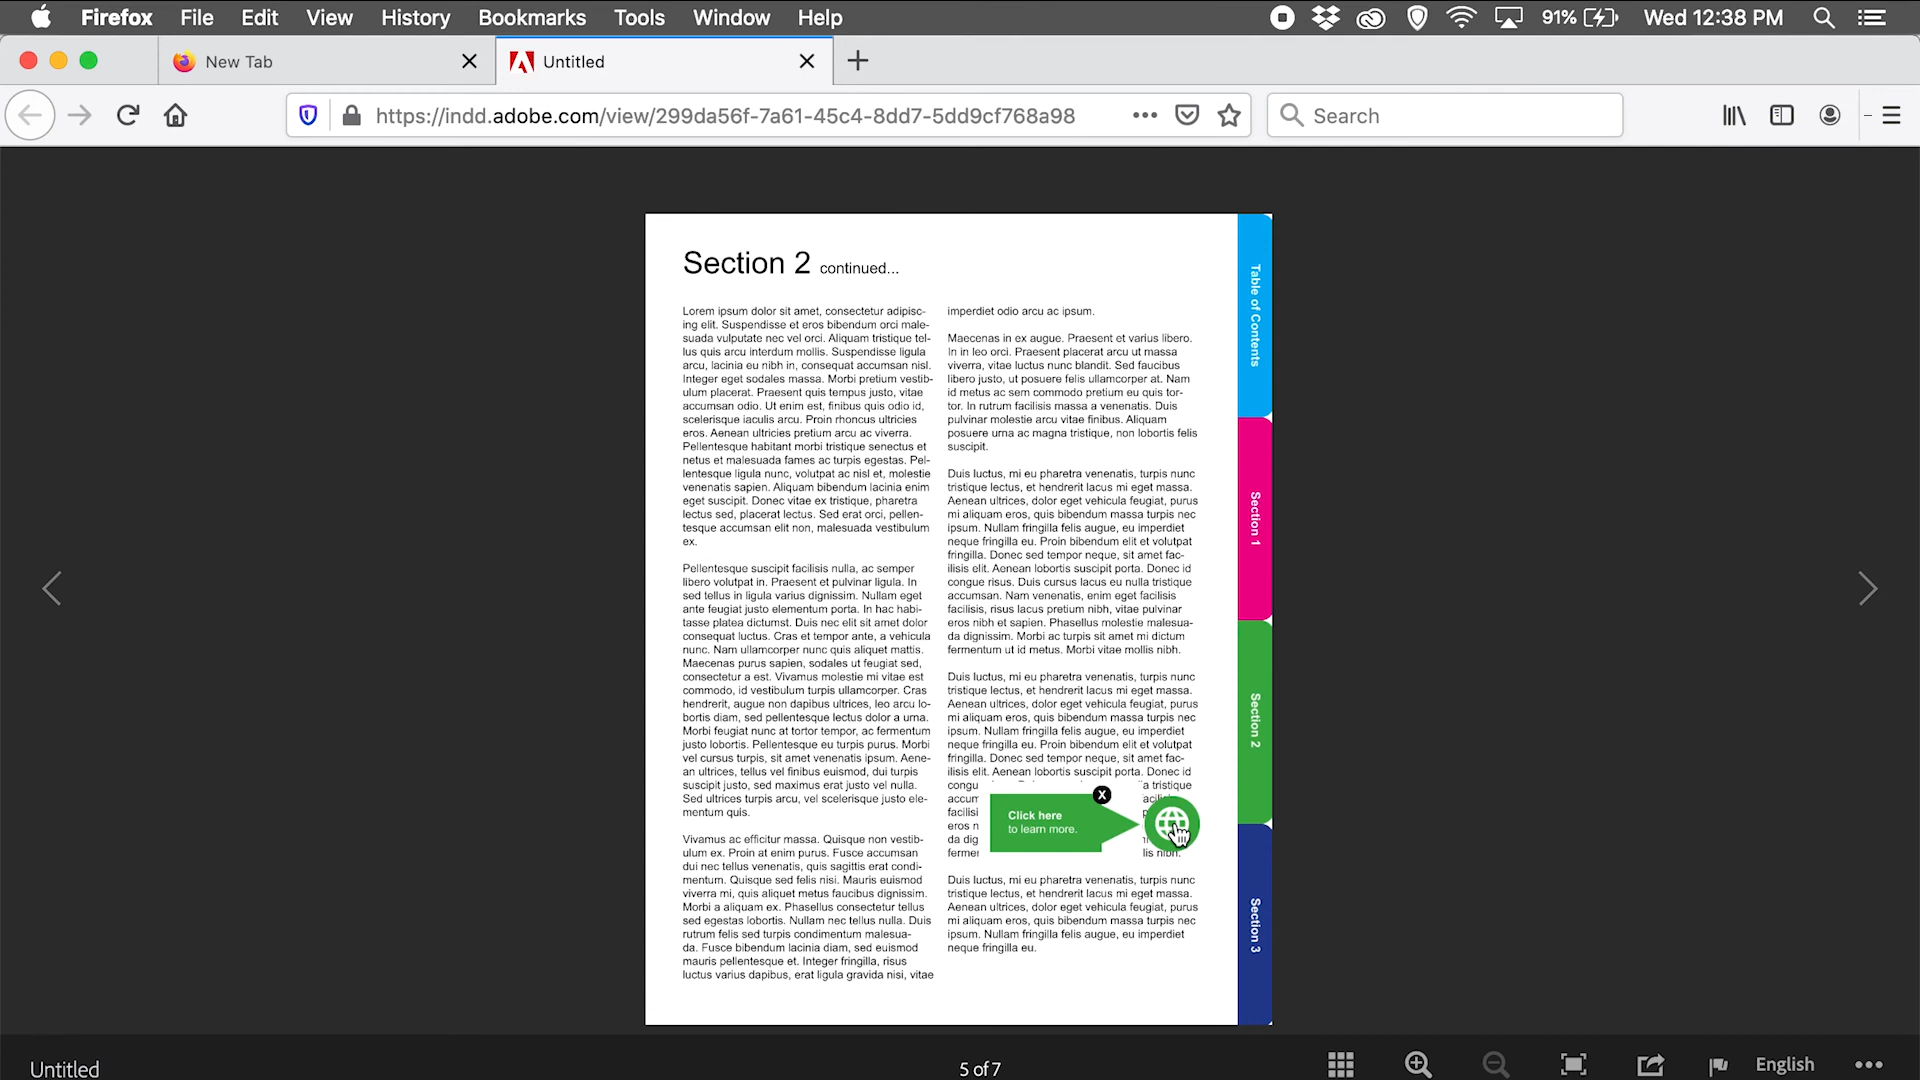 Firefox File Edit View History Bookmarks Tools Window Help 91% Wed 12:38 PM
New Tab
Untitled
https://indd.adobe.com/view/299da56f-7a61-45c4-8dd7-5dd9cf768a98
Search
Section 2 continued...
Lorem ipsum dolor sit amet, consectetur adipisc-
ing elit. Suspendisse et eros bibendum orci male-
suada vulputate nec vel orci. Aliquam tristique tel-
lus quis arcu interdum mollis. Suspendisse ligula
arcu, lacinia eu nibh in, consequat accumsan nisl.
Integer eget sodales massa. Morbi pretium vestib-
ulum placerat. Praesent quis tempus justo, vitae
accumsan odio. Ut enim est, finibus quis odio id,
scelerisque iaculis arcu. Proin rhoncus ultricies
eros. Aenean ultricies pretium arcu ac viverra.
Pellentesque habitant morbi tristique senectus et
netus et malesuada fames ac turpis egestas. Pel-
lentesque ligula nunc, volutpat ac nisl et, molestie
venenatis sapien. Aliquam bibendum lacinia enim
eget suscipit. Donec vitae ex tristique, pharetra
lectus sed, placerat lectus. Sed erat orci, pellen-
tesque accumsan elit non, malesuada vestibulum
ex.
Pellentesque suscipit facilisis nulla, ac semper
libero volutpat in. Praesent et pulvinar ligula. In
sed tellus in ligula varius dignissim. Nullam eget
ante feugiat justo elementum porta. In hac habi-
tasse platea dictumst. Duis nec elit sit amet dolor
consequat luctus. Cras et tempor ante, a vehicula
nunc. Nam ullamcorper nunc quis aliquet mattis.
Maecenas purus sapien, sodales ut feugiat sed,
consectetur a est. Vivamus molestie mi vitae est
commodo, id vestibulum turpis ullamcorper. Cras
hendrerit, augue non dapibus ultrices, leo arcu lo-
bortis diam, sed pellentesque lectus dolor a urna.
Morbi feugiat nunc at tortor tempor, ac fermentum
justo lobortis. Pellentesque eu turpis purus. Morbi
vel cursus turpis, sit amet venenatis ipsum. Aene-
an ultrices, tellus vel finibus euismod, dui turpis
suscipit justo, sed maximus erat justo vel nulla.
Sed ultrices turpis arcu, vel scelerisque justo ele-
mentum quis.
Vivamus ac efficitur massa. Quisque non vestib-
ulum ex. Proin at enim purus. Fusce accumsan
dui nec tellus venenatis, quis sagittis erat condi-
mentum. Quisque sed felis nisi. Mauris euismod
viverra mi, quis aliquet metus faucibus dignissim.
Morbi a aliquam ex. Phasellus consectetur tellus
sed egestas lobortis. Nullam nec tellus nulla. Duis
rutrum felis sed turpis condimentum malesua-
da. Fusce bibendum lacinia diam, sed euismod
mauris pellentesque et. Integer fringilla, risus
luctus varius dapibus, erat ligula gravida nisi, vitae
imperdiet odio arcu ac ipsum.
Maecenas in ex augue. Praesent et varius libero.
In in leo orci. Praesent placerat arcu ut massa
viverra, vitae luctus nunc blandit. Sed faucibus
libero justo, ut posuere felis ullamcorper at. Nam
id metus ac sem commodo pretium eu quis tor-
tor. In rutrum facilisis massa a venenatis. Duis
pulvinar molestie arcu vitae finibus. Aliquam
posuere urna ac magna tristique, non lobortis felis
suscipit.
Duis luctus, mi eu pharetra venenatis, turpis nunc
tristique lectus, et hendrerit lacus mi eget massa.
Aenean ultrices, dolor eget vehicula feugiat, purus
mi aliquam eros, quis bibendum massa turpis nec
ipsum. Nullam fringilla felis augue, eu imperdiet
neque fringilla eu. Proin bibendum elit et volutpat
fringilla. Donec sed tempor neque, sit amet fac-
ilisis elit. Aenean lobortis suscipit porta. Donec id
congue risus. Duis cursus lacus eu nulla tristique
accumsan. Nam venenatis, enim eget facilisis
facilisis, risus lacus pretium nibh, vitae pulvinar
eros nibh et sapien. Phasellus molestie malesua-
da dignissim. Morbi ac turpis sit amet mi dictum
fermentum ut id metus. Morbi vitae mollis nibh.
Duis luctus, mi eu pharetra venenatis, turpis nunc
tristique lectus, et hendrerit lacus mi eget massa.
Aenean ultrices, dolor eget vehicula feugiat, purus
mi aliquam eros, quis bibendum massa turpis nec
ipsum. Nullam fringilla felis augue, eu imperdiet
neque fringilla eu. Proin bibendum elit et volutpat
fringilla. Donec sed tempor neque, sit amet fac-
ilisis elit. Aenean lobortis suscipit porta. Donec id
congu a tristique
accum
facilisi
eros n
da dig
ferme lis nibh.
X
Click here
to learn more.
Duis luctus, mi eu pharetra venenatis, turpis nunc
tristique lectus, et hendrerit lacus mi eget massa.
Aenean ultrices, dolor eget vehicula feugiat, purus
mi aliquam eros, quis bibendum massa turpis nec
ipsum. Nullam fringilla felis augue, eu imperdiet
neque fringilla eu.
Table of Contents
Section 1
Section 2
Section 3
Untitled
5 of 7
English